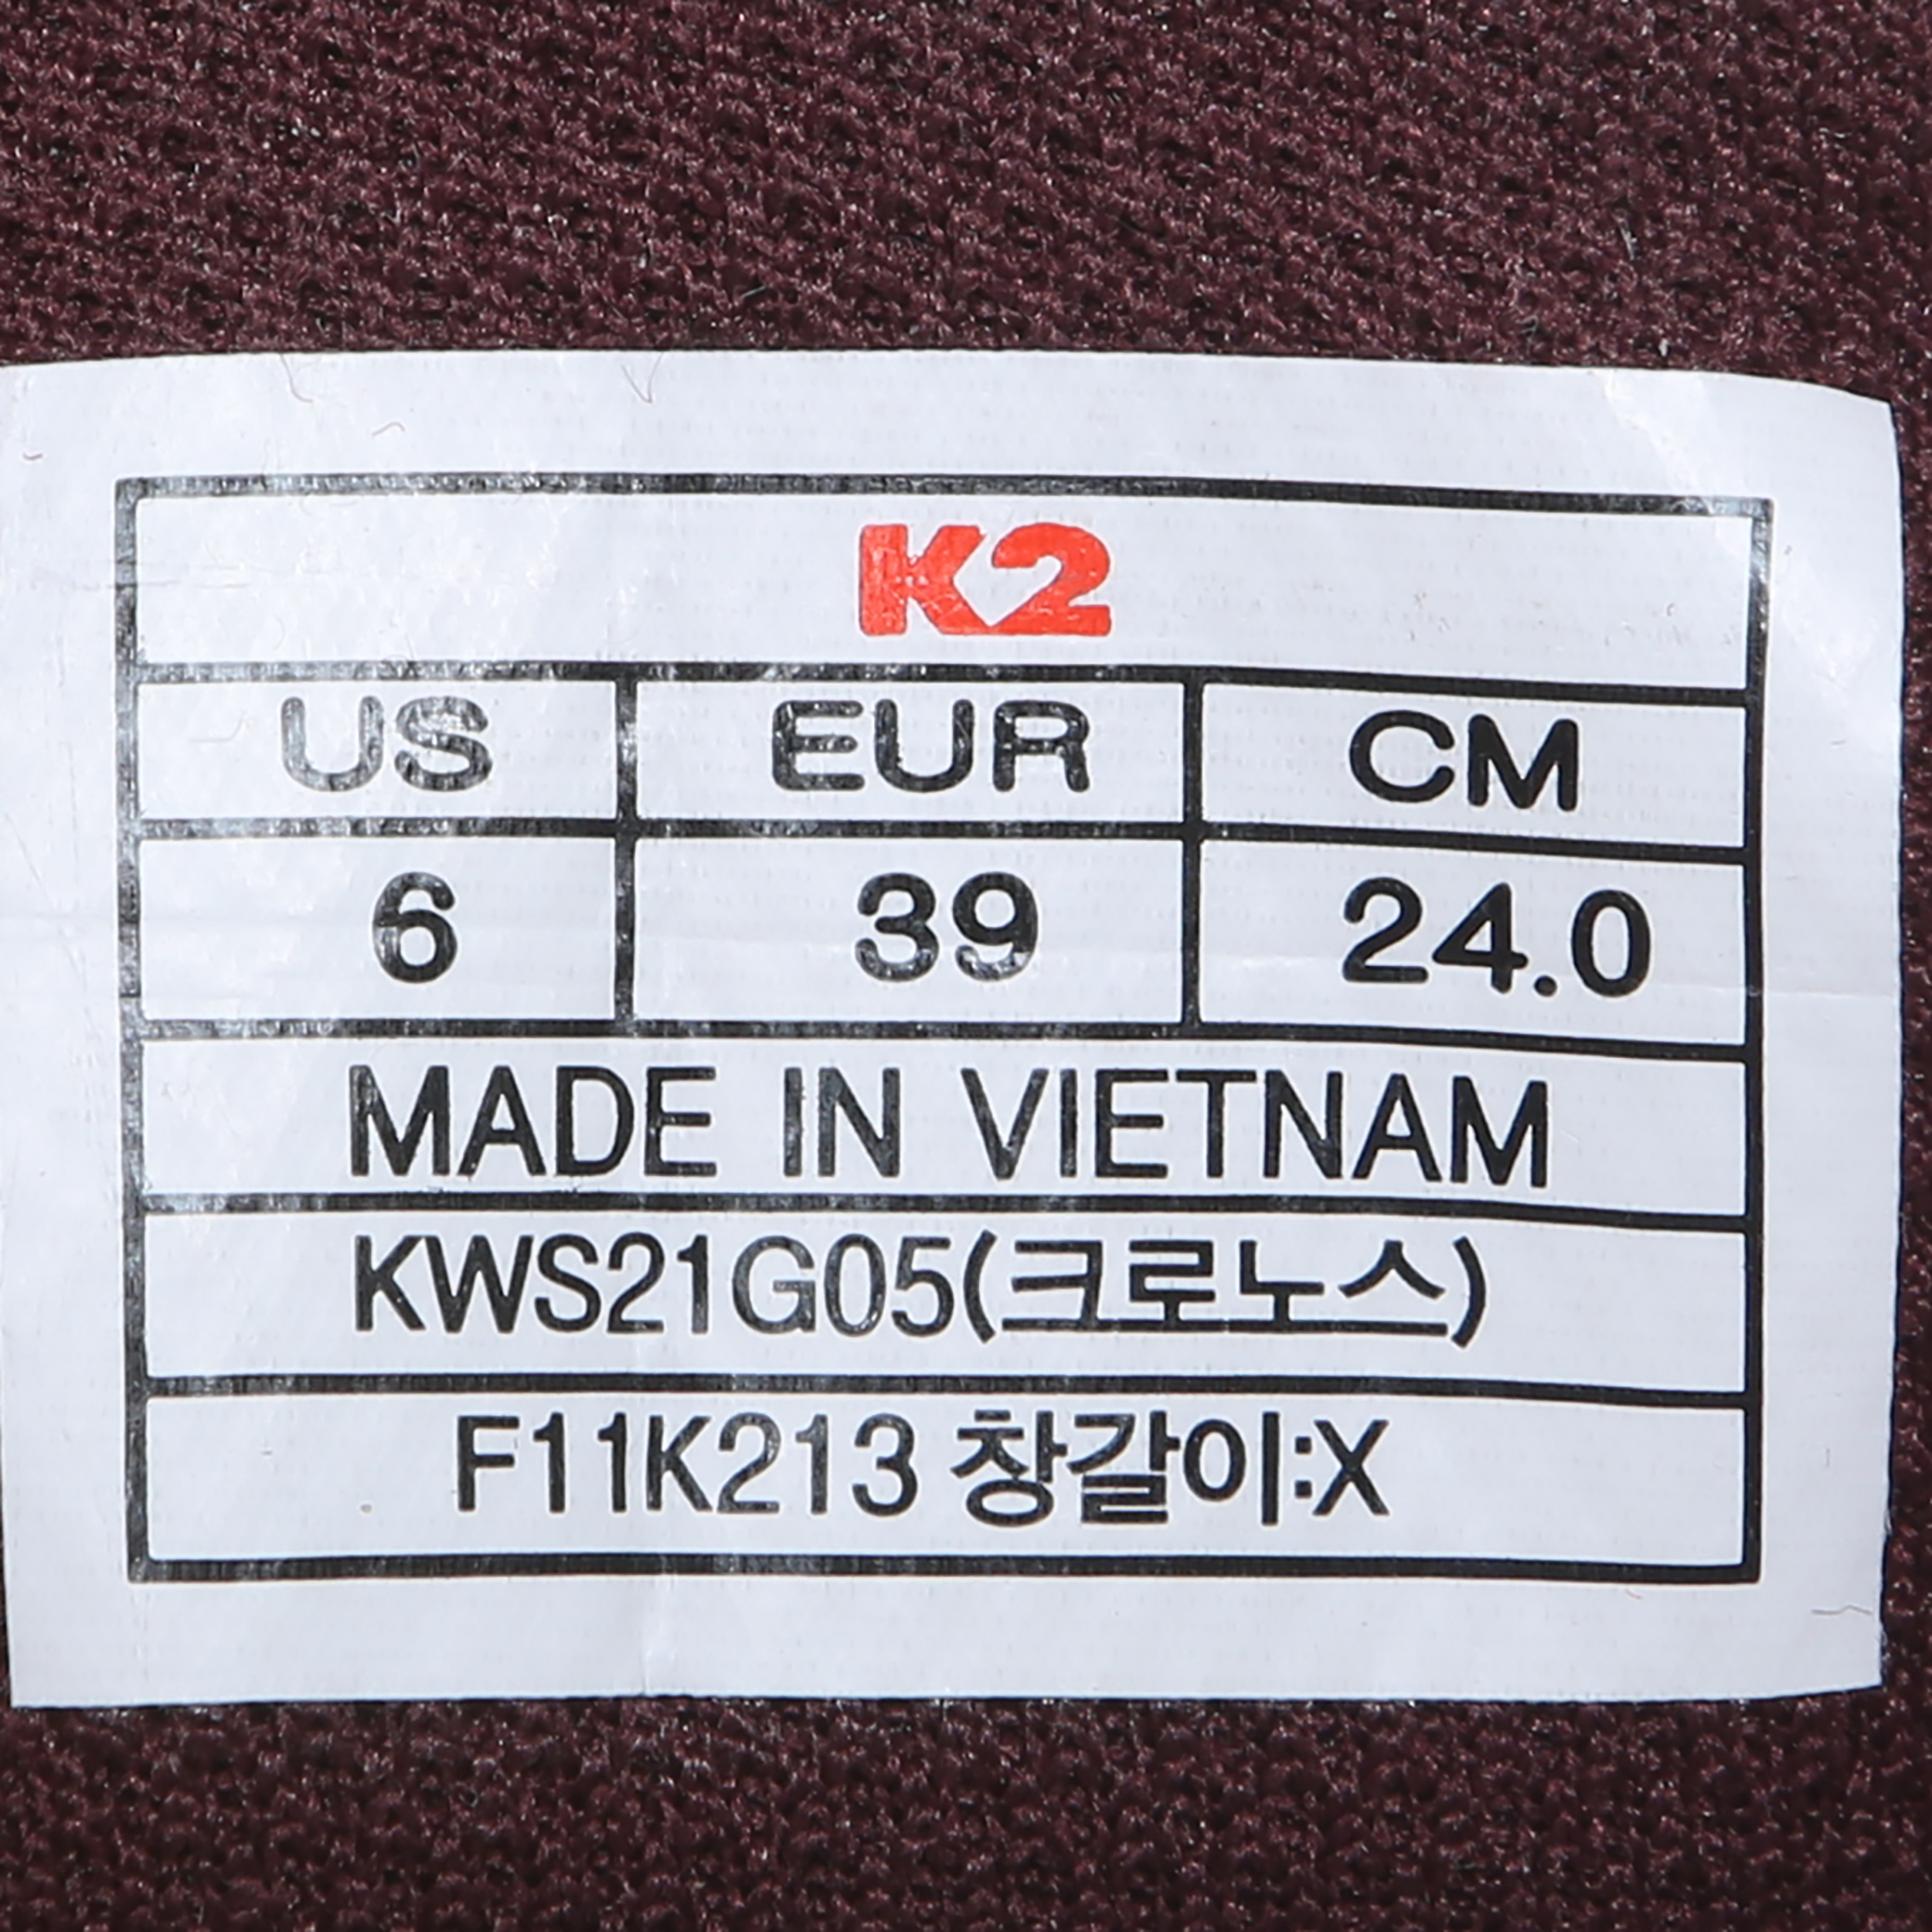 K2
US EUR CM
6 39 24.0
MADE IN VIETNAM
KWS21G05(크로노스)
F11K213 창갈이:X